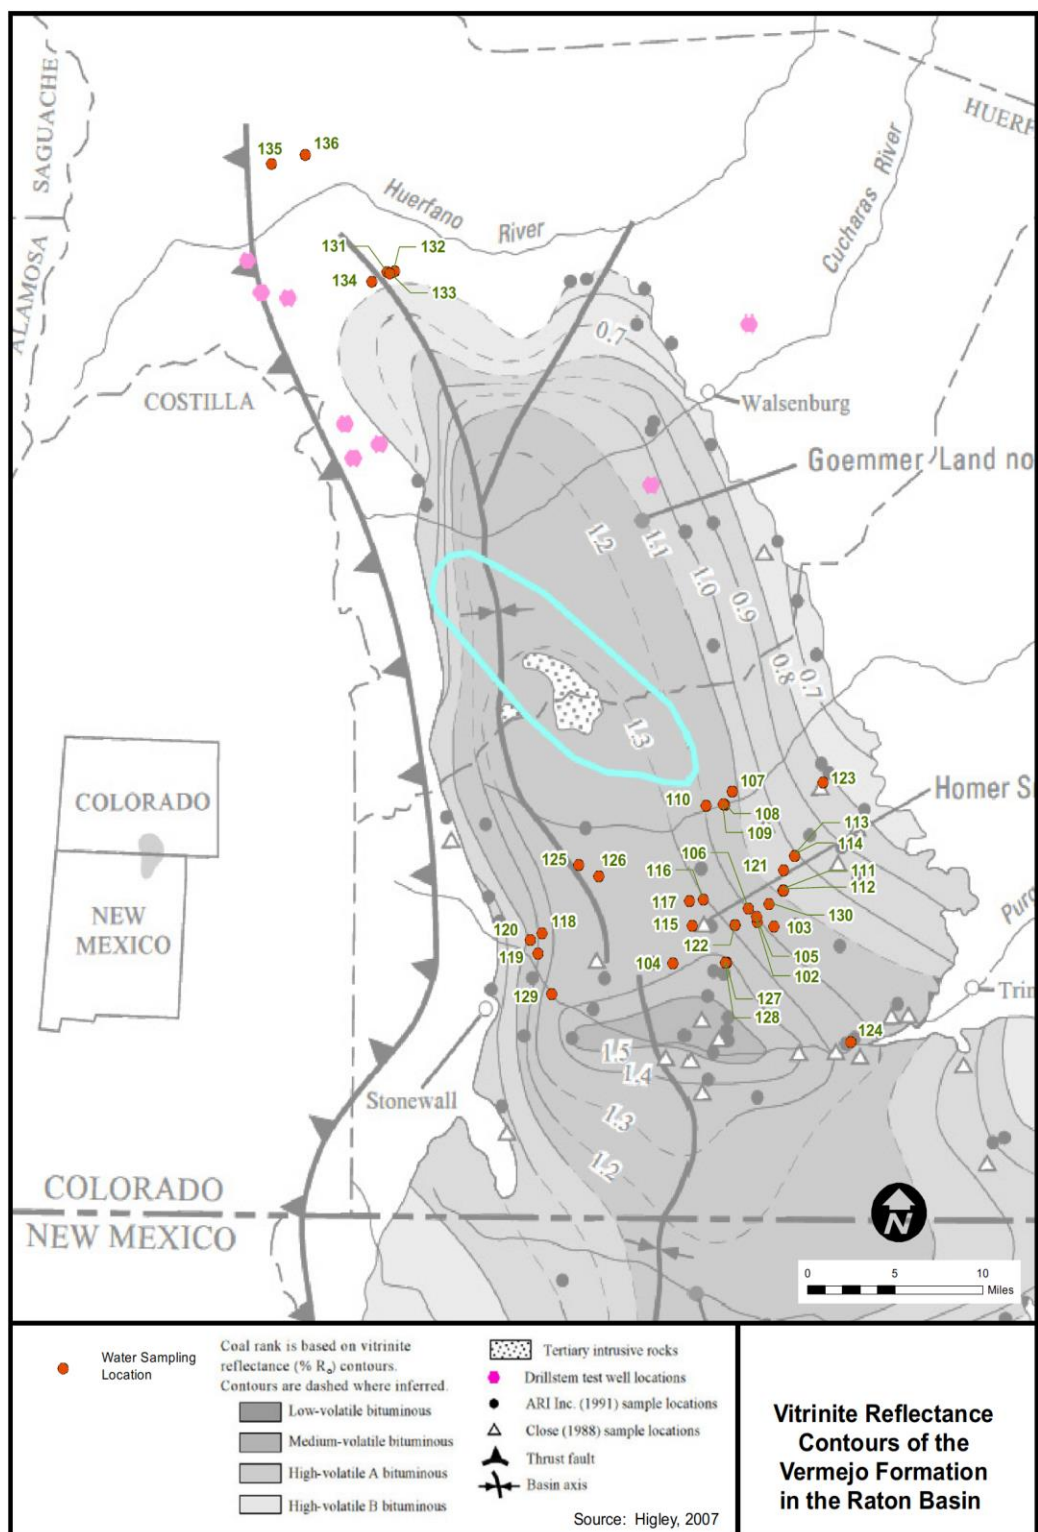 SAGUACHE
ALAMOSA
HUERF
135
136
Huerfano
River
Cucharas River
131
132
134
133
0.7
COSTILLA
Walsenburg
Goemmer Land no
1.2
1.1
1.0
0.9
0.8
0.7
1.3
COLORADO
NEW
MEXICO
107
123
110
108
109
Homer S
113
106
114
125
126
116
121
111
112
117
130
118
120
115
103
119
122
105
104
102
129
127
128
Purg
Trin
124
1.5
1.4
Stonewall
1.3
1.2
COLORADO
NEW MEXICO
N
0 5 10
Miles
Water Sampling
Location
Coal rank is based on vitrinite
reflectance (% Ro) contours.
Contours are dashed where inferred.
Low-volatile bituminous
Medium-volatile bituminous
High-volatile A bituminous
High-volatile B bituminous
Tertiary intrusive rocks
Drillstem test well locations
ARI Inc. (1991) sample locations
Close (1988) sample locations
Thrust fault
Basin axis
Source: Higley, 2007
Vitrinite Reflectance
Contours of the
Vermejo Formation
in the Raton Basin